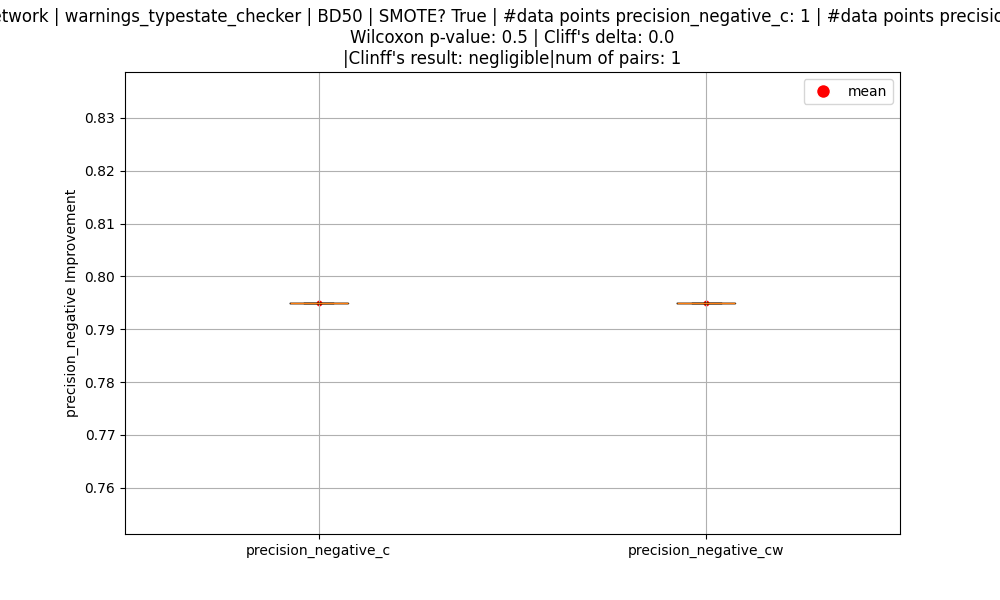 | warnings_typestate_checker | BD50 | SMOTE? True | #data points precision_negative_c: 1 | #data points
Wilcoxon p-value: 0.5 | Cliff's delta: 0.0
|Clinff's result: negligible|num of pairs: 1
mean
0.83
0.82
0.81
0.80
0.79
0.78
0.77
0.76
precision_negative Improvement
precision_negative_c
precision_negative_cw